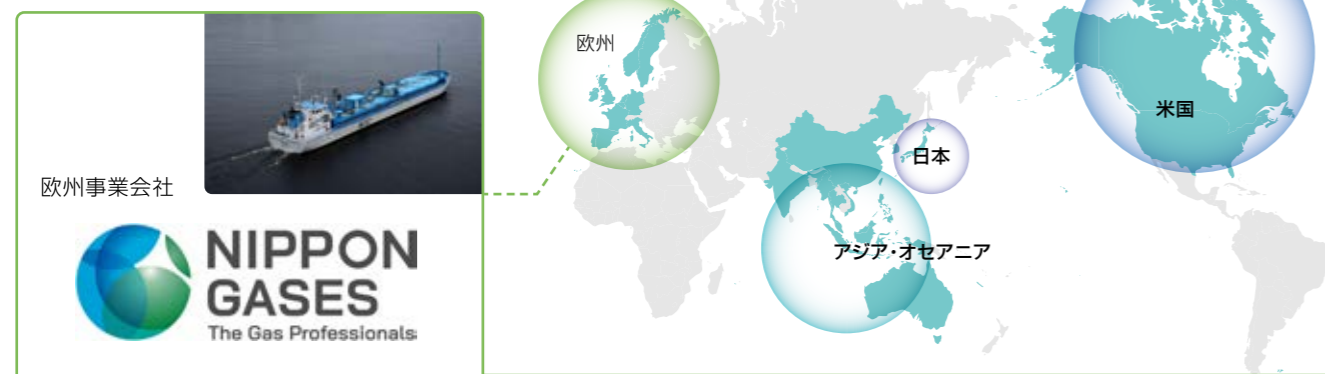 欧州
米国
日本
欧州事業会社
アジア・オセアニア
NIPPON
GASES
The Gas Professionals